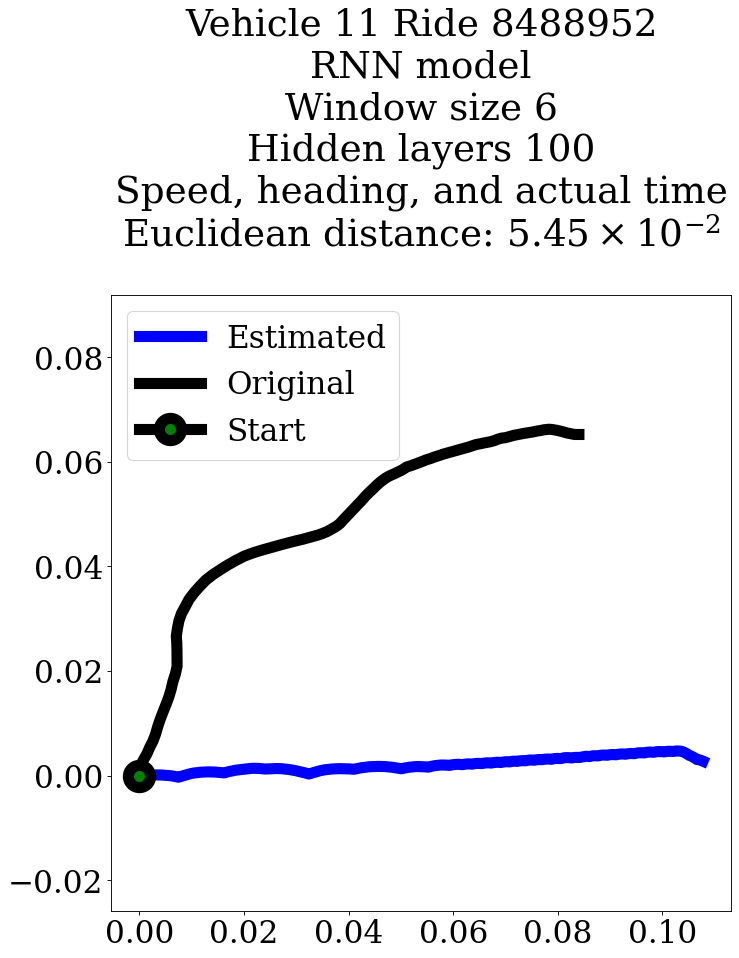 Vehicle 11 Ride 8488952
RNN model
Window size 6
Hidden layers 100
Speed, heading, and actual time
Euclidean distance: 5.45 × 10⁻²
Estimated
Original
Start
0.08
0.06
0.04
0.02
0.00
−0.02
0.00 0.02 0.04 0.06 0.08 0.10